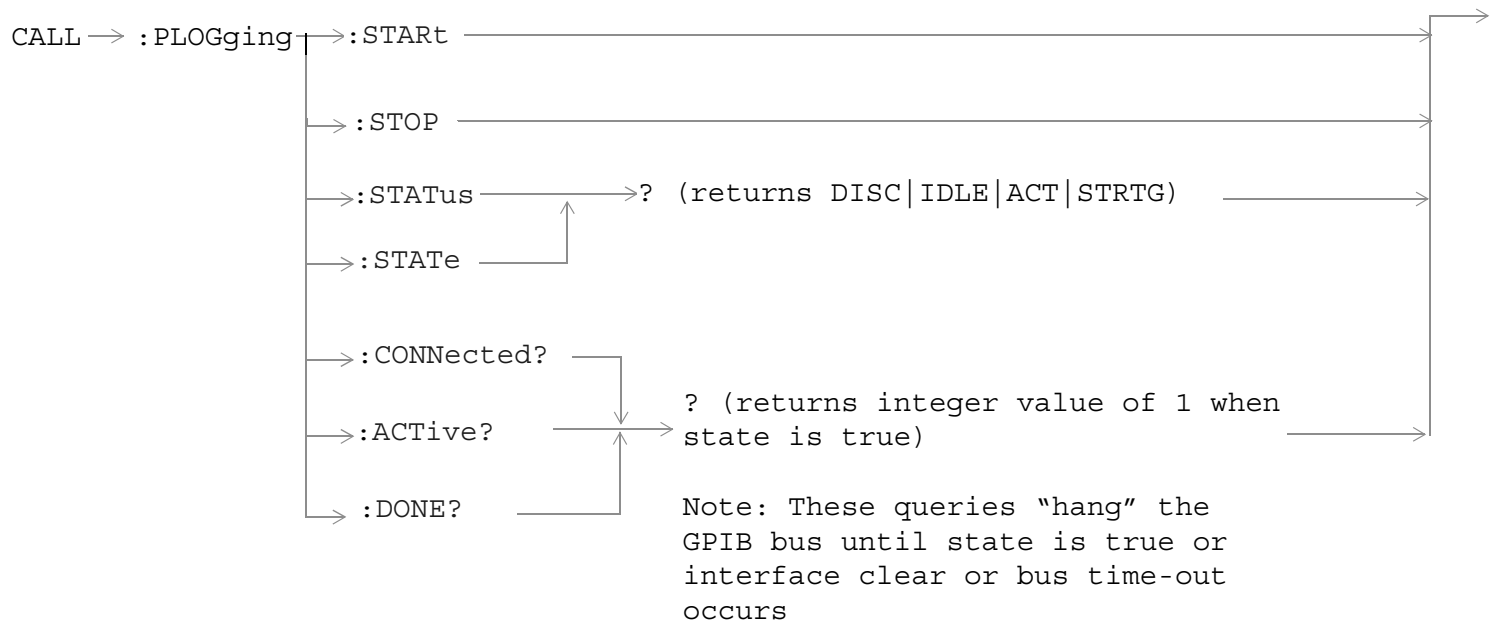 CALL :PLOGging :STARt
:STOP
:STATus ? (returns DISC|IDLE|ACT|STRTG)
:STATe
:CONNected?
:ACTive?
? (returns integer value of 1 when
state is true)
:DONE?
Note: These queries “hang” the
GPIB bus until state is true or
interface clear or bus time-out
occurs